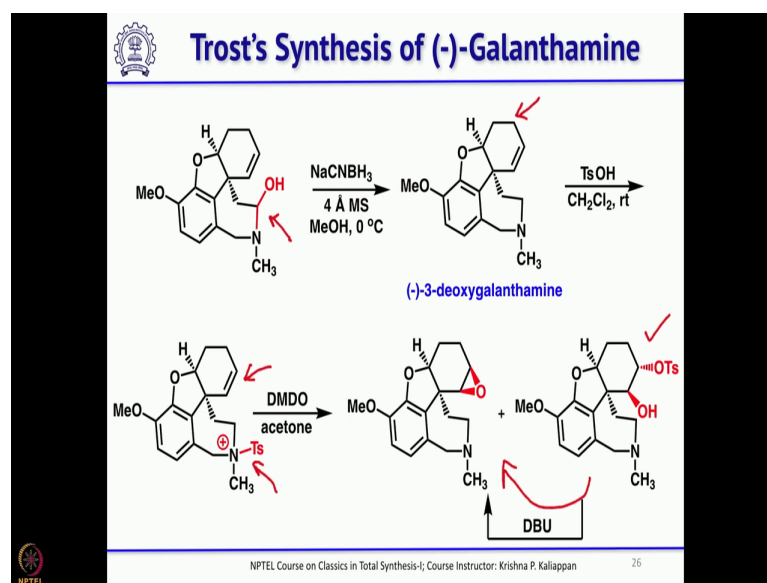 Trost's Synthesis of (-)-Galanthamine
H
O
OH
MeO
N
CH₃
NaCNBH₃
4 Å MS
MeOH, 0 °C
H
O
MeO
N
CH₃
(-)-3-deoxygalanthamine
TsOH
CH₂Cl₂, rt
H
O
MeO
+
N
Ts
CH₃
DMDO
acetone
H
O
O
MeO
N
CH₃
+
H
O
OTs
OH
MeO
N
CH₃
DBU
NPTEL Course on Classics in Total Synthesis-I; Course Instructor: Krishna P. Kaliappan
26
NPTEL